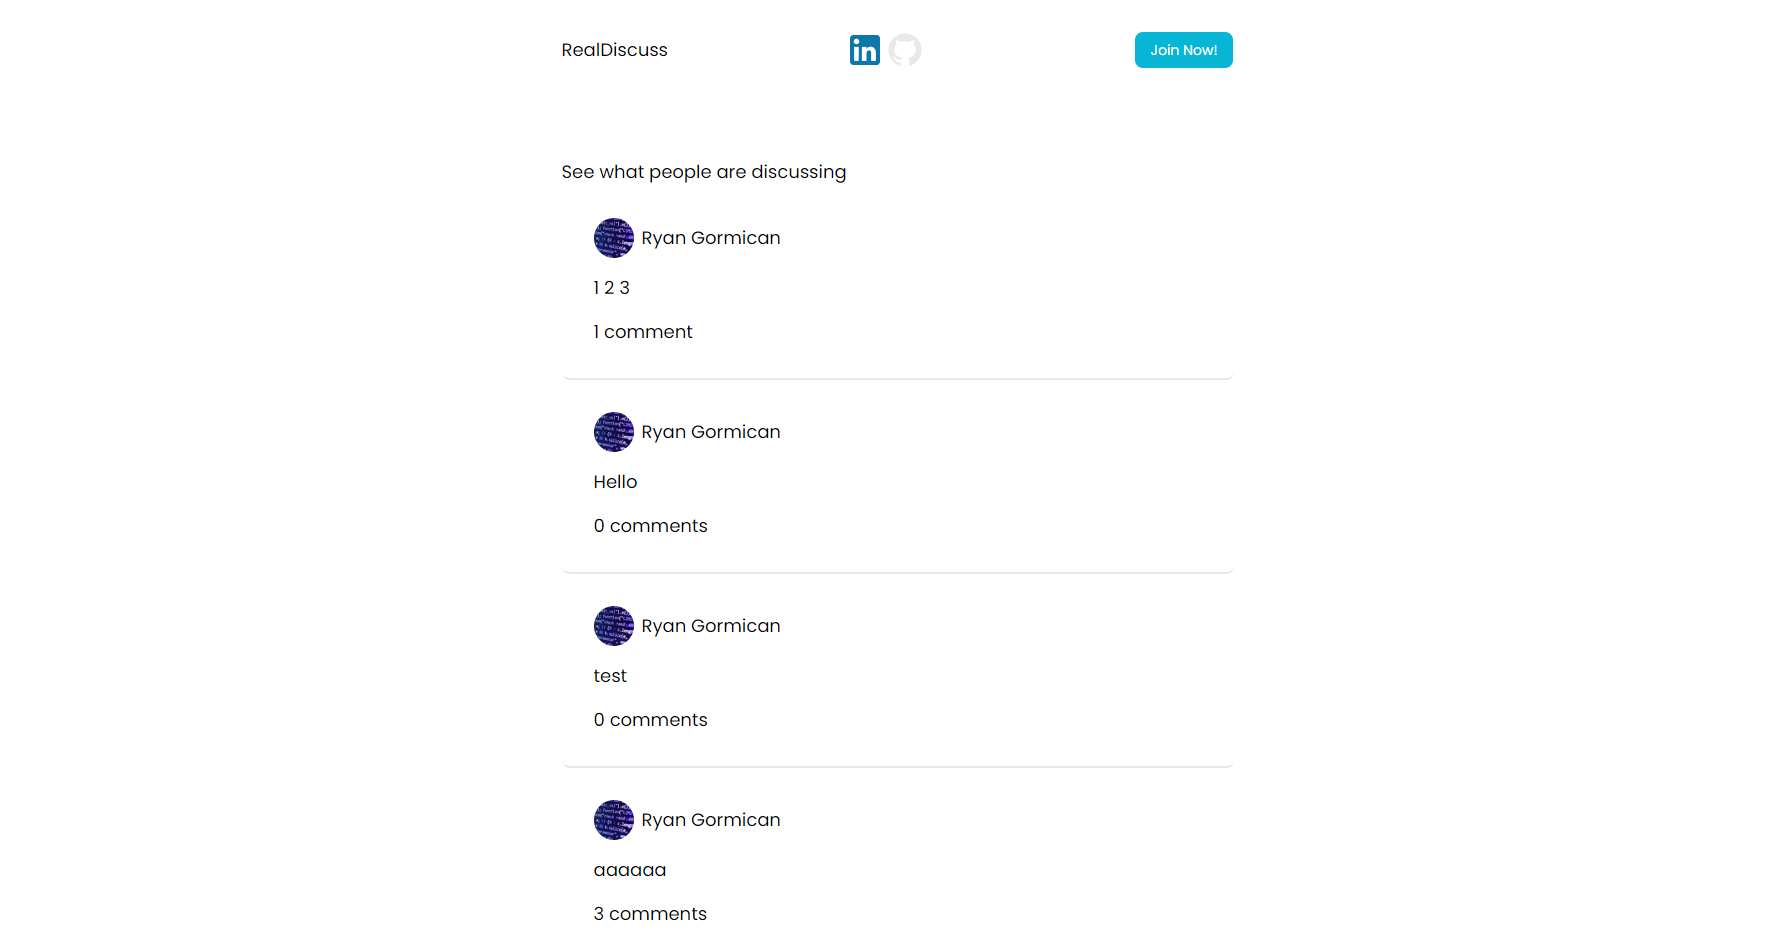 RealDiscuss
in
Join Now!
See what people are discussing
Ryan Gormican
1 2 3
1 comment
Ryan Gormican
Hello
0 comments
Ryan Gormican
test
0 comments
Ryan Gormican
aaaaaa
3 comments